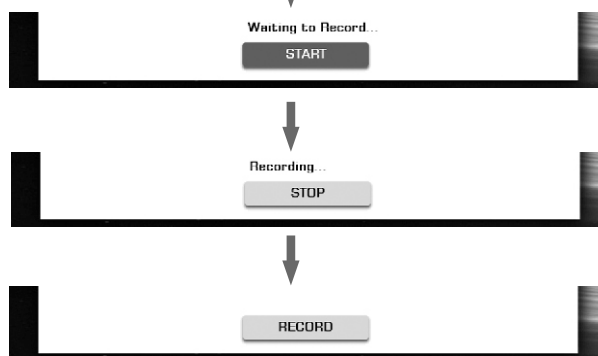 Waiting to Record...
START
Recording...
STOP
RECORD